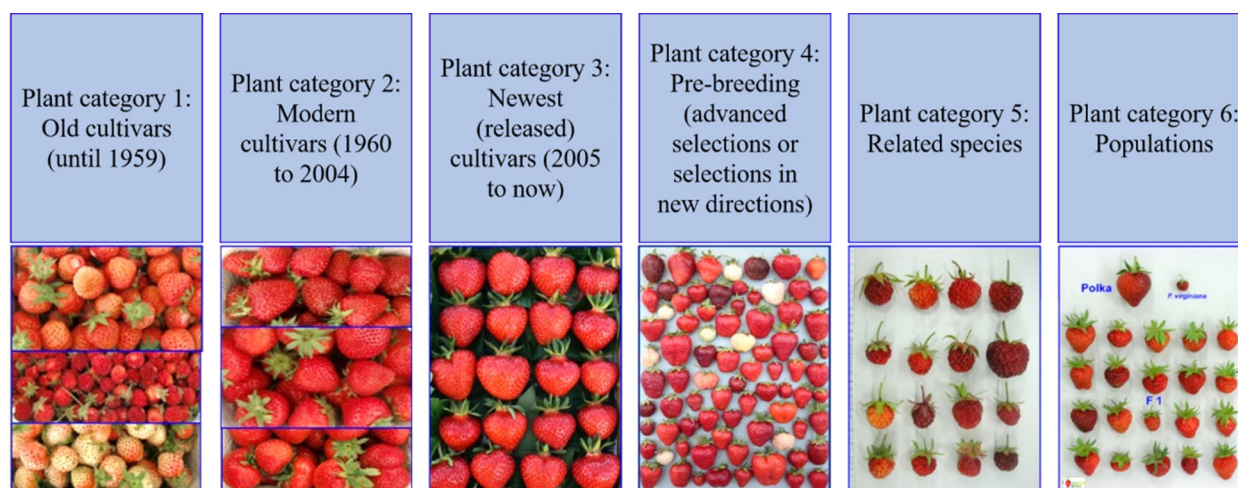 Plant category 1:
Old cultivars
(until 1959)
Plant category 2:
Modern
cultivars (1960
to 2004)
Plant category 3:
Newest
(released)
cultivars (2005
to now)
Plant category 4:
Pre-breeding
(advanced
selections or
selections in
new directions)
Plant category 5:
Related species
Plant category 6:
Populations
Polka
F. virginiana
F 1